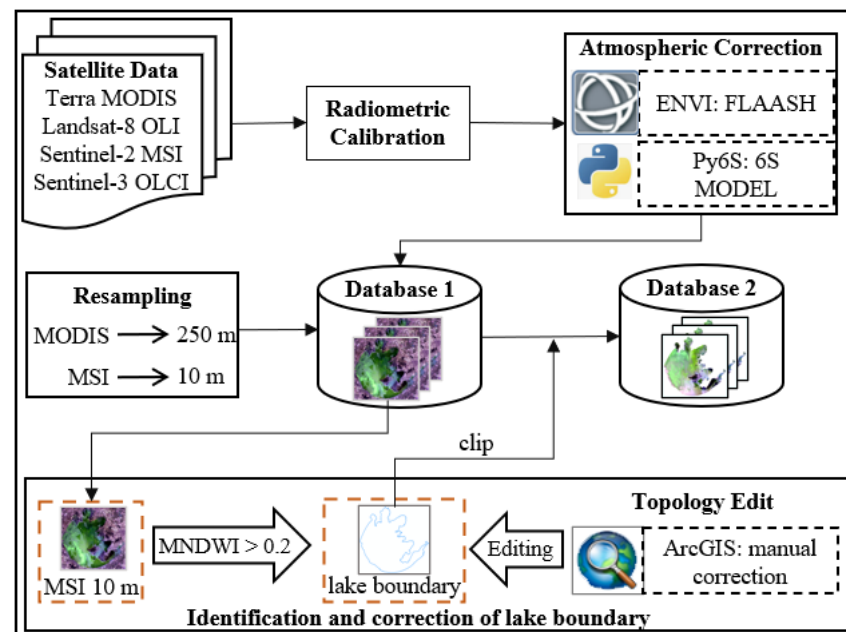 Satellite Data
Terra MODIS
Landsat-8 OLI
Sentinel-2 MSI
Sentinel-3 OLCI
Radiometric
Calibration
Atmospheric Correction
ENVI: FLAASH
Py6S: 6S
MODEL
Resampling
MODIS → 250 m
MSI → 10 m
Database 1
Database 2
clip
MSI 10 m
MNDWI > 0.2
lake boundary
Editing
Topology Edit
ArcGIS: manual
correction
Identification and correction of lake boundary